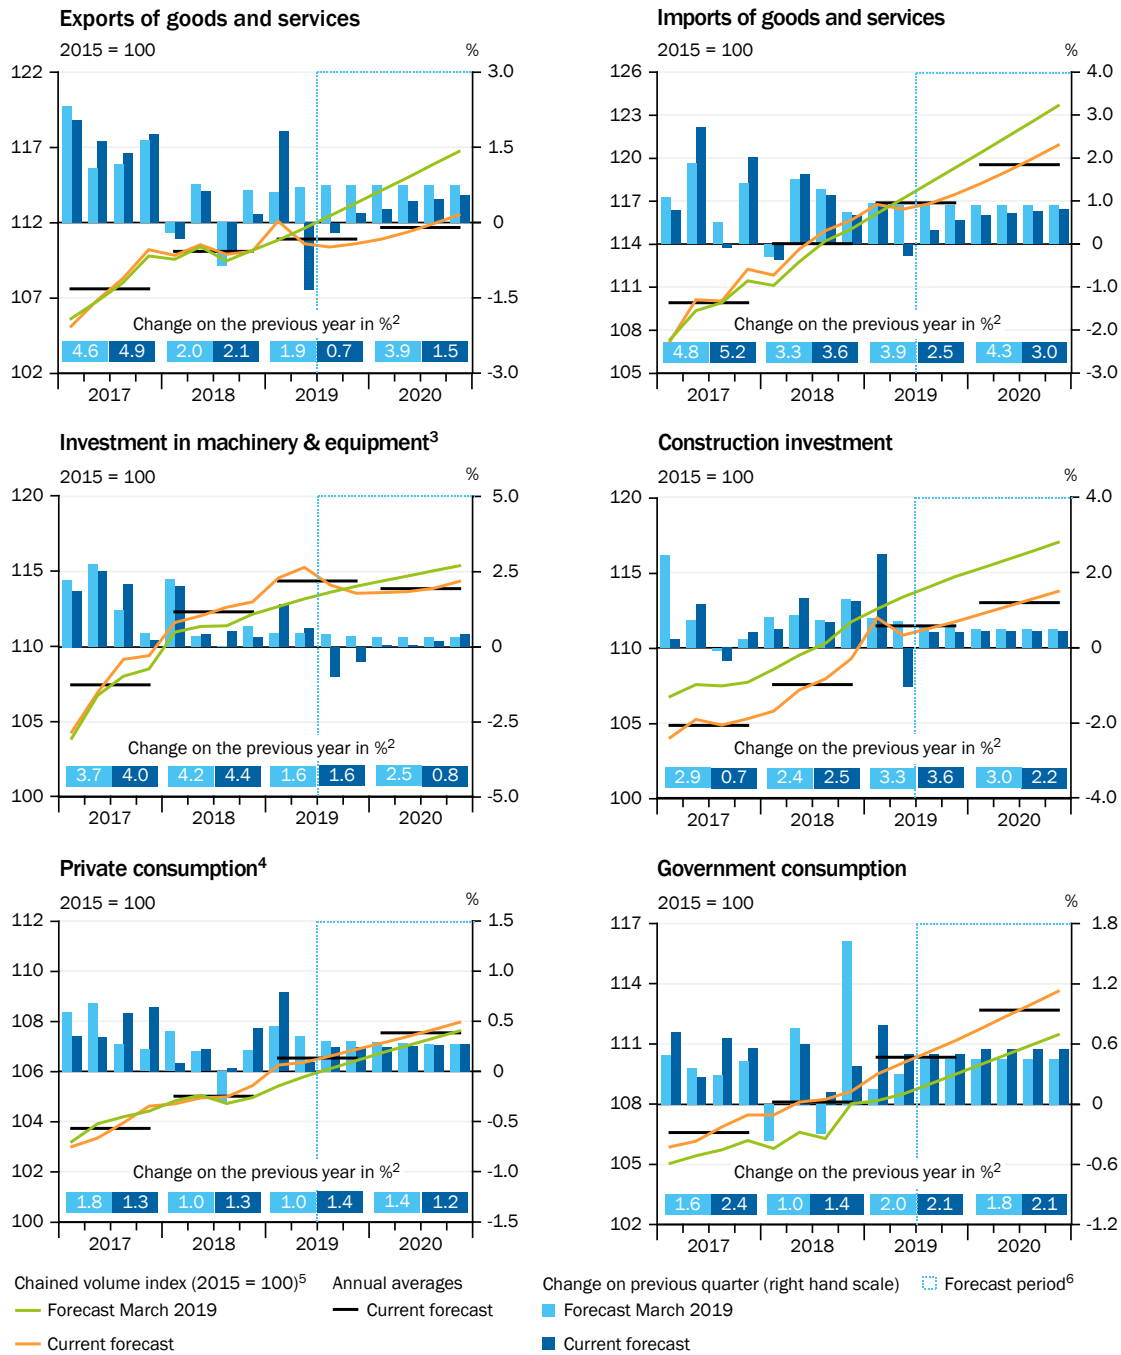 Exports of goods and services
2015 = 100 %
122 3.0
117 1.5
112 0
107 -1.5
Change on the previous year in %2
4.6 4.9 2.0 2.1 1.9 0.7 3.9 1.5
102 -3.0
2017 2018 2019 2020
Imports of goods and services
2015 = 100 %
126 4.0
123 3.0
120 2.0
117 1.0
114 0
111 -1.0
108 -2.0
Change on the previous year in %2
4.8 5.2 3.3 3.6 3.9 2.5 4.3 3.0
105 -3.0
2017 2018 2019 2020
Investment in machinery & equipment3
2015 = 100 %
120 5.0
115 2.5
110 0
105 -2.5
Change on the previous year in %2
3.7 4.0 4.2 4.4 1.6 1.6 2.5 0.8
100 -5.0
2017 2018 2019 2020
Construction investment
2015 = 100 %
120 4.0
115 2.0
110 0
105 -2.0
Change on the previous year in %2
2.9 0.7 2.4 2.5 3.3 3.6 3.0 2.2
100 -4.0
2017 2018 2019 2020
Private consumption4
2015 = 100 %
112 1.5
110 1.0
108 0.5
106 0
104 -0.5
102 -1.0
Change on the previous year in %2
1.8 1.3 1.0 1.3 1.0 1.4 1.4 1.2
100 -1.5
2017 2018 2019 2020
Government consumption
2015 = 100 %
117 1.8
114 1.2
111 0.6
108 0
105 -0.6
Change on the previous year in %2
1.6 2.4 1.0 1.4 2.0 2.1 1.8 2.1
102 -1.2
2017 2018 2019 2020
Chained volume index (2015 = 100)5
Forecast March 2019
Current forecast
Annual averages
Current forecast
Change on previous quarter (right hand scale)
Forecast March 2019
Current forecast
Forecast period6